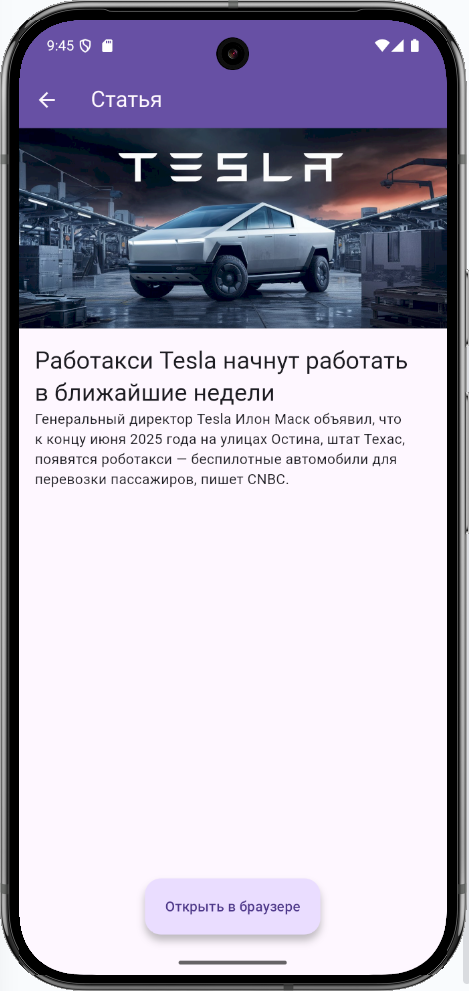 9:45
Статья
TESLA
Работакси Tesla начнут работать
в ближайшие недели
Генеральный директор Tesla Илон Маск объявил, что
к концу июня 2025 года на улицах Остина, штат Техас,
появятся роботакси — беспилотные автомобили для
перевозки пассажиров, пишет CNBC.
Открыть в браузере